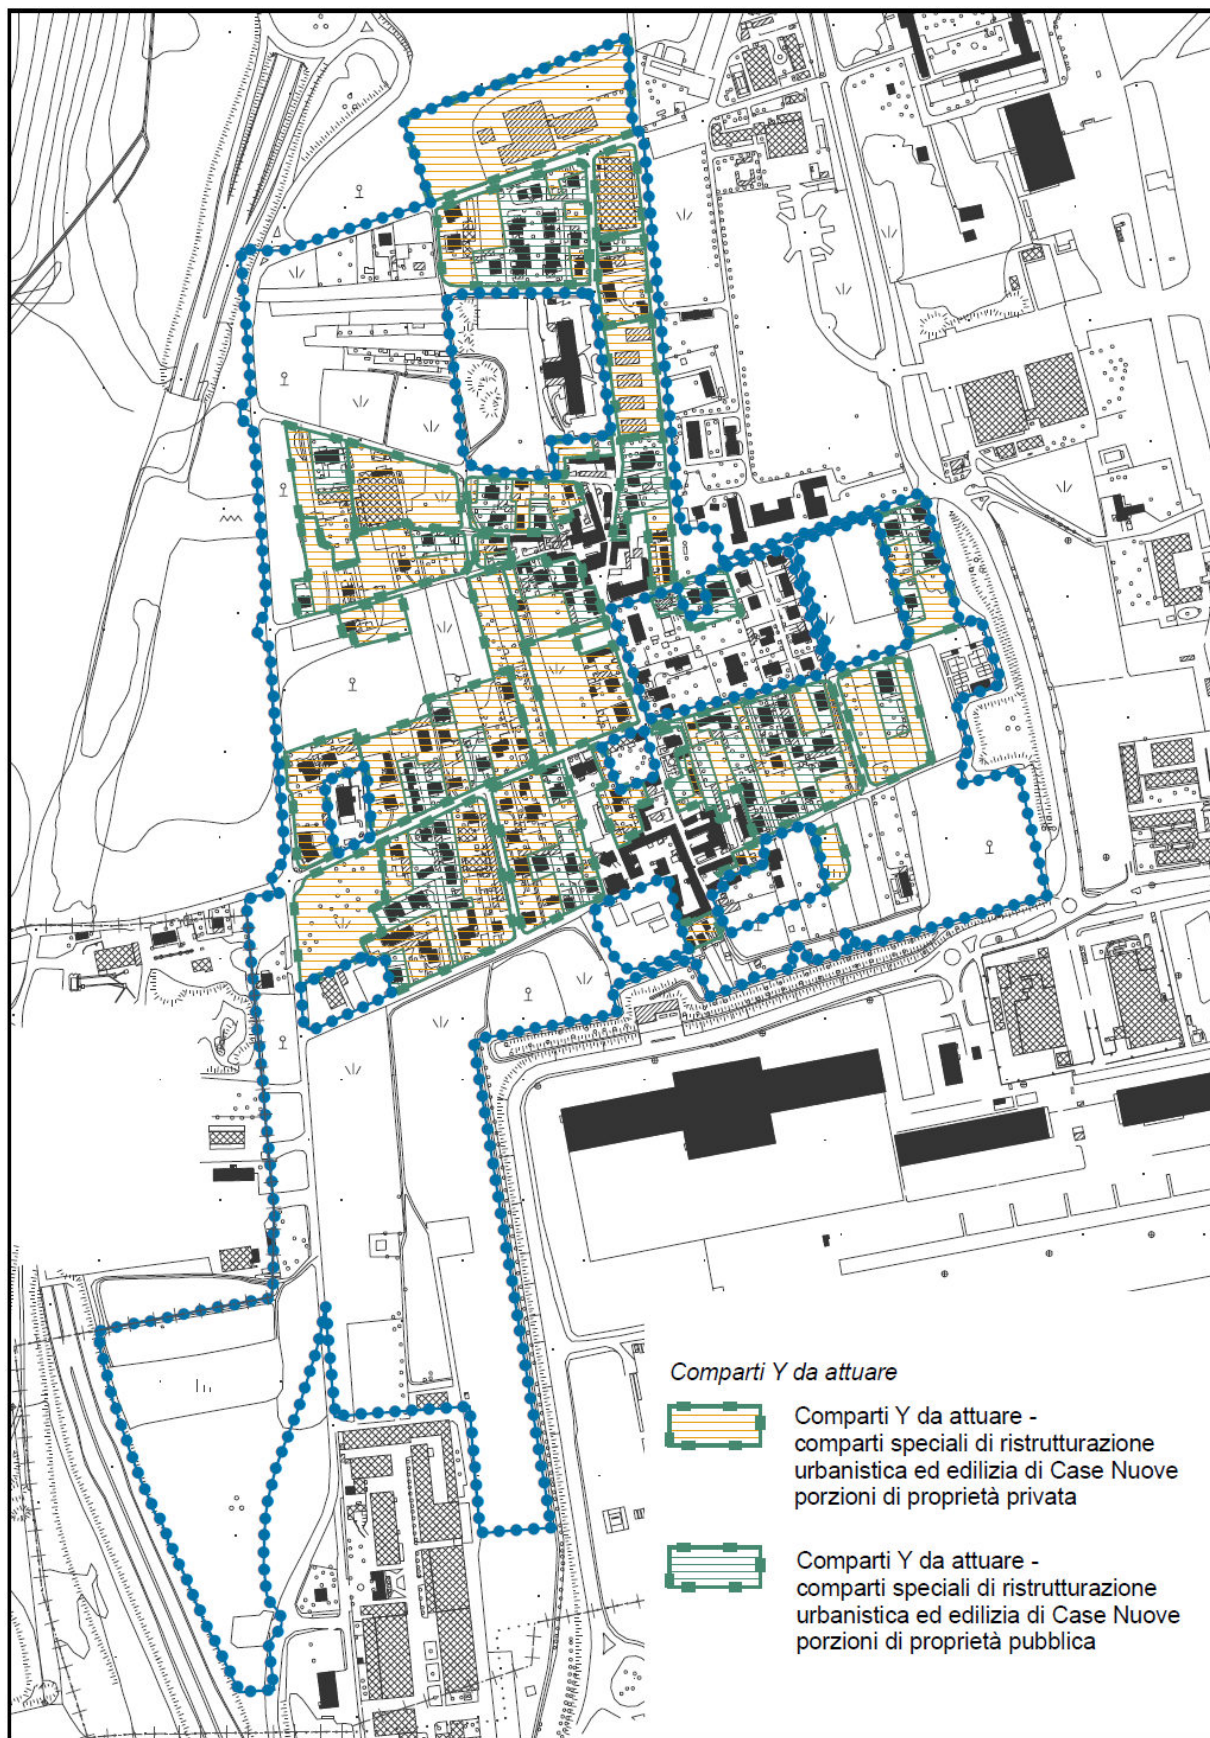 Comparti Y da attuare
Comparti Y da attuare -
comparti speciali di ristrutturazione
urbanistica ed edilizia di Case Nuove
porzioni di proprietà privata
Comparti Y da attuare -
comparti speciali di ristrutturazione
urbanistica ed edilizia di Case Nuove
porzioni di proprietà pubblica